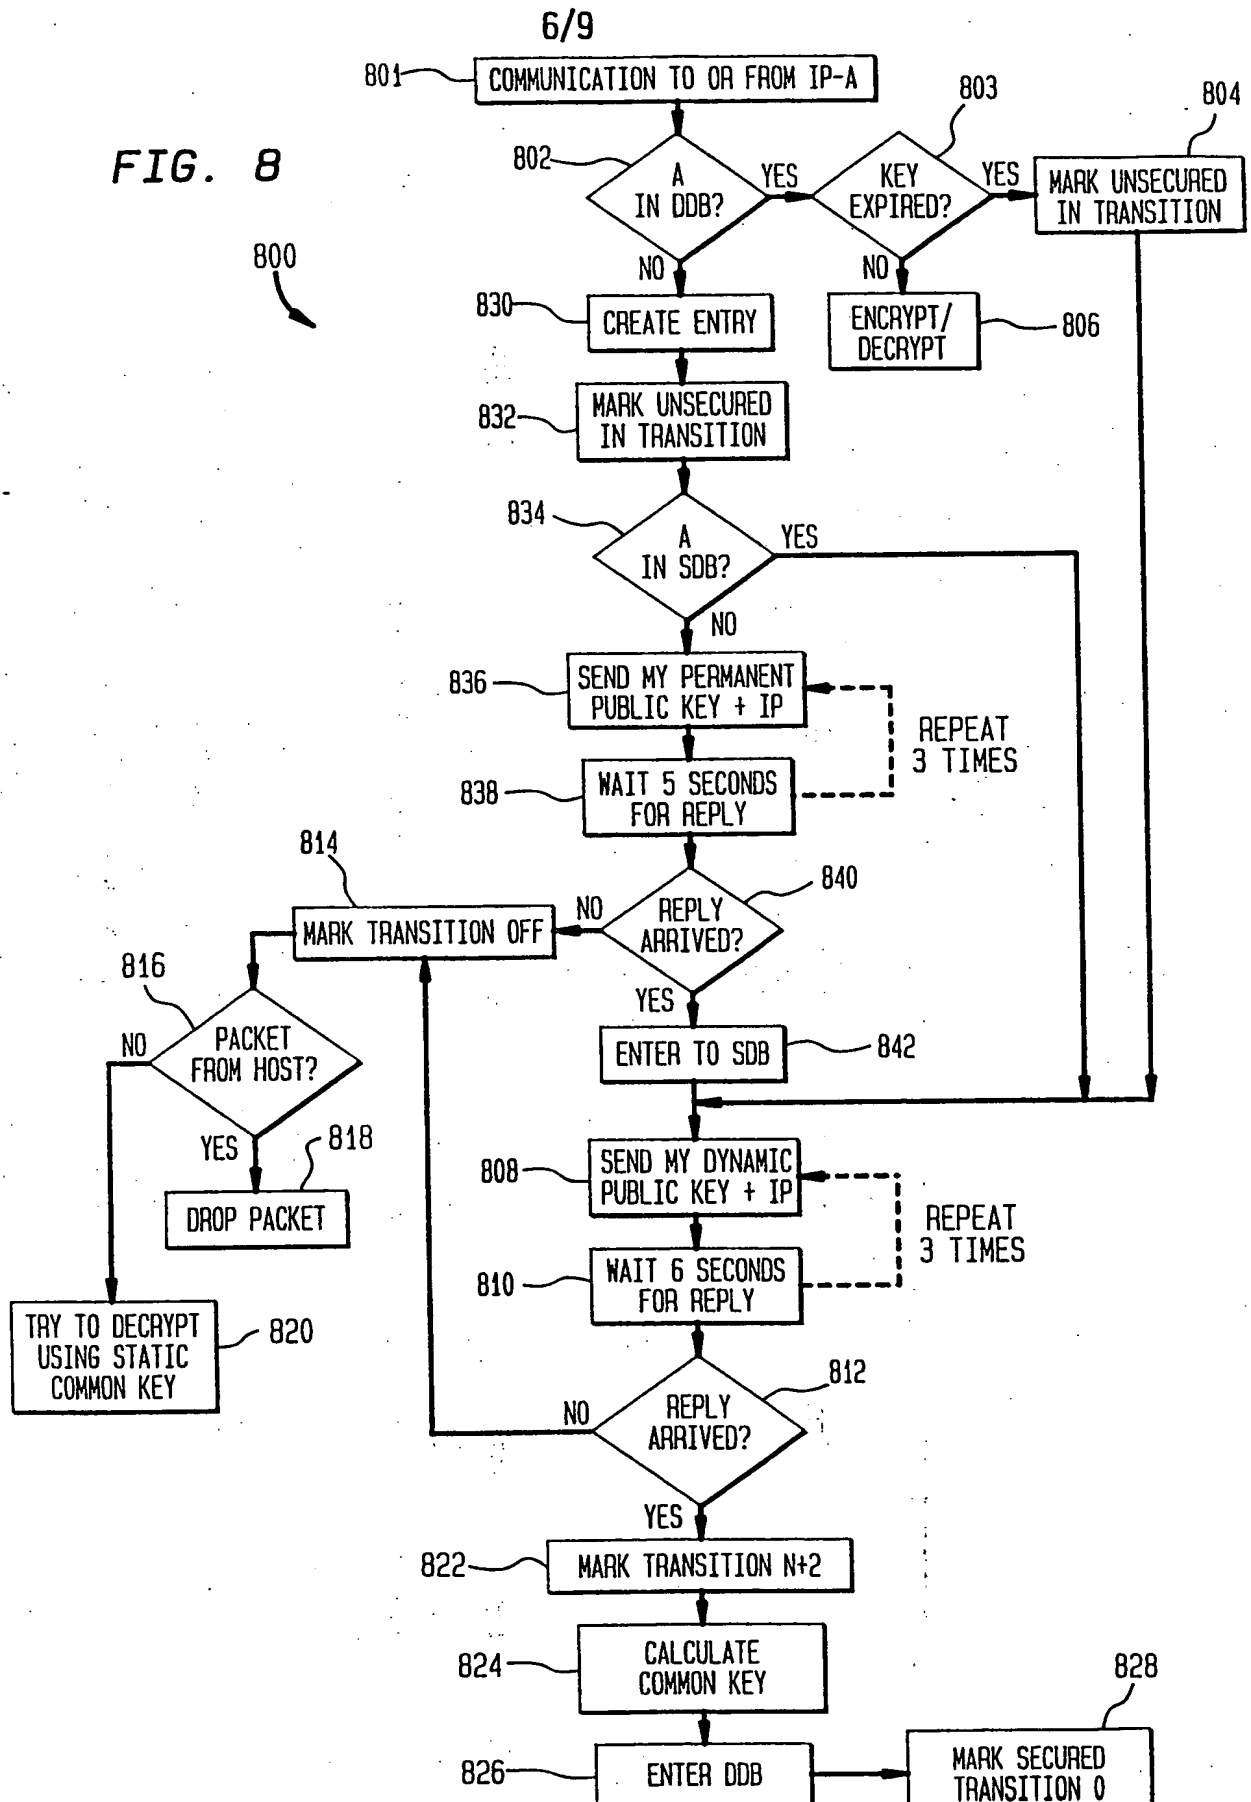 6/9
801
COMMUNICATION TO OR FROM IP-A
FIG. 8
800
802
A
IN DDB?
YES
NO
803
KEY
EXPIRED?
YES
NO
804
MARK UNSECURED
IN TRANSITION
830
CREATE ENTRY
ENCRYPT/
DECRYPT
806
832
MARK UNSECURED
IN TRANSITION
834
A
IN SDB?
YES
NO
836
SEND MY PERMANENT
PUBLIC KEY + IP
REPEAT
3 TIMES
838
WAIT 5 SECONDS
FOR REPLY
814
MARK TRANSITION OFF
NO
REPLY
ARRIVED?
840
YES
816
NO
PACKET
FROM HOST?
YES
818
DROP PACKET
ENTER TO SDB
842
808
SEND MY DYNAMIC
PUBLIC KEY + IP
REPEAT
3 TIMES
810
WAIT 6 SECONDS
FOR REPLY
TRY TO DECRYPT
USING STATIC
COMMON KEY
820
812
NO
REPLY
ARRIVED?
YES
822
MARK TRANSITION N+2
824
CALCULATE
COMMON KEY
826
ENTER DDB
828
MARK SECURED
TRANSITION 0